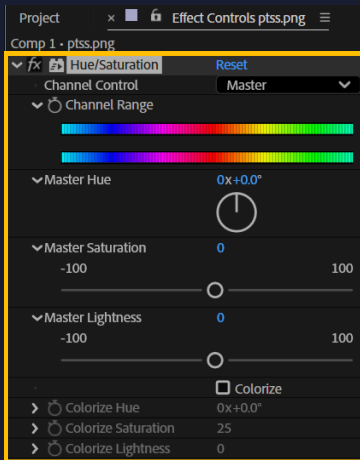 Project × Effect Controls ptss.png
Comp 1 • ptss.png
fx Hue/Saturation Reset
Channel Control Master
Channel Range
Master Hue 0x+0.0°
Master Saturation 0
-100 100
Master Lightness 0
-100 100
Colorize
Colorize Hue 0x+0.0°
Colorize Saturation 25
Colorize Lightness 0